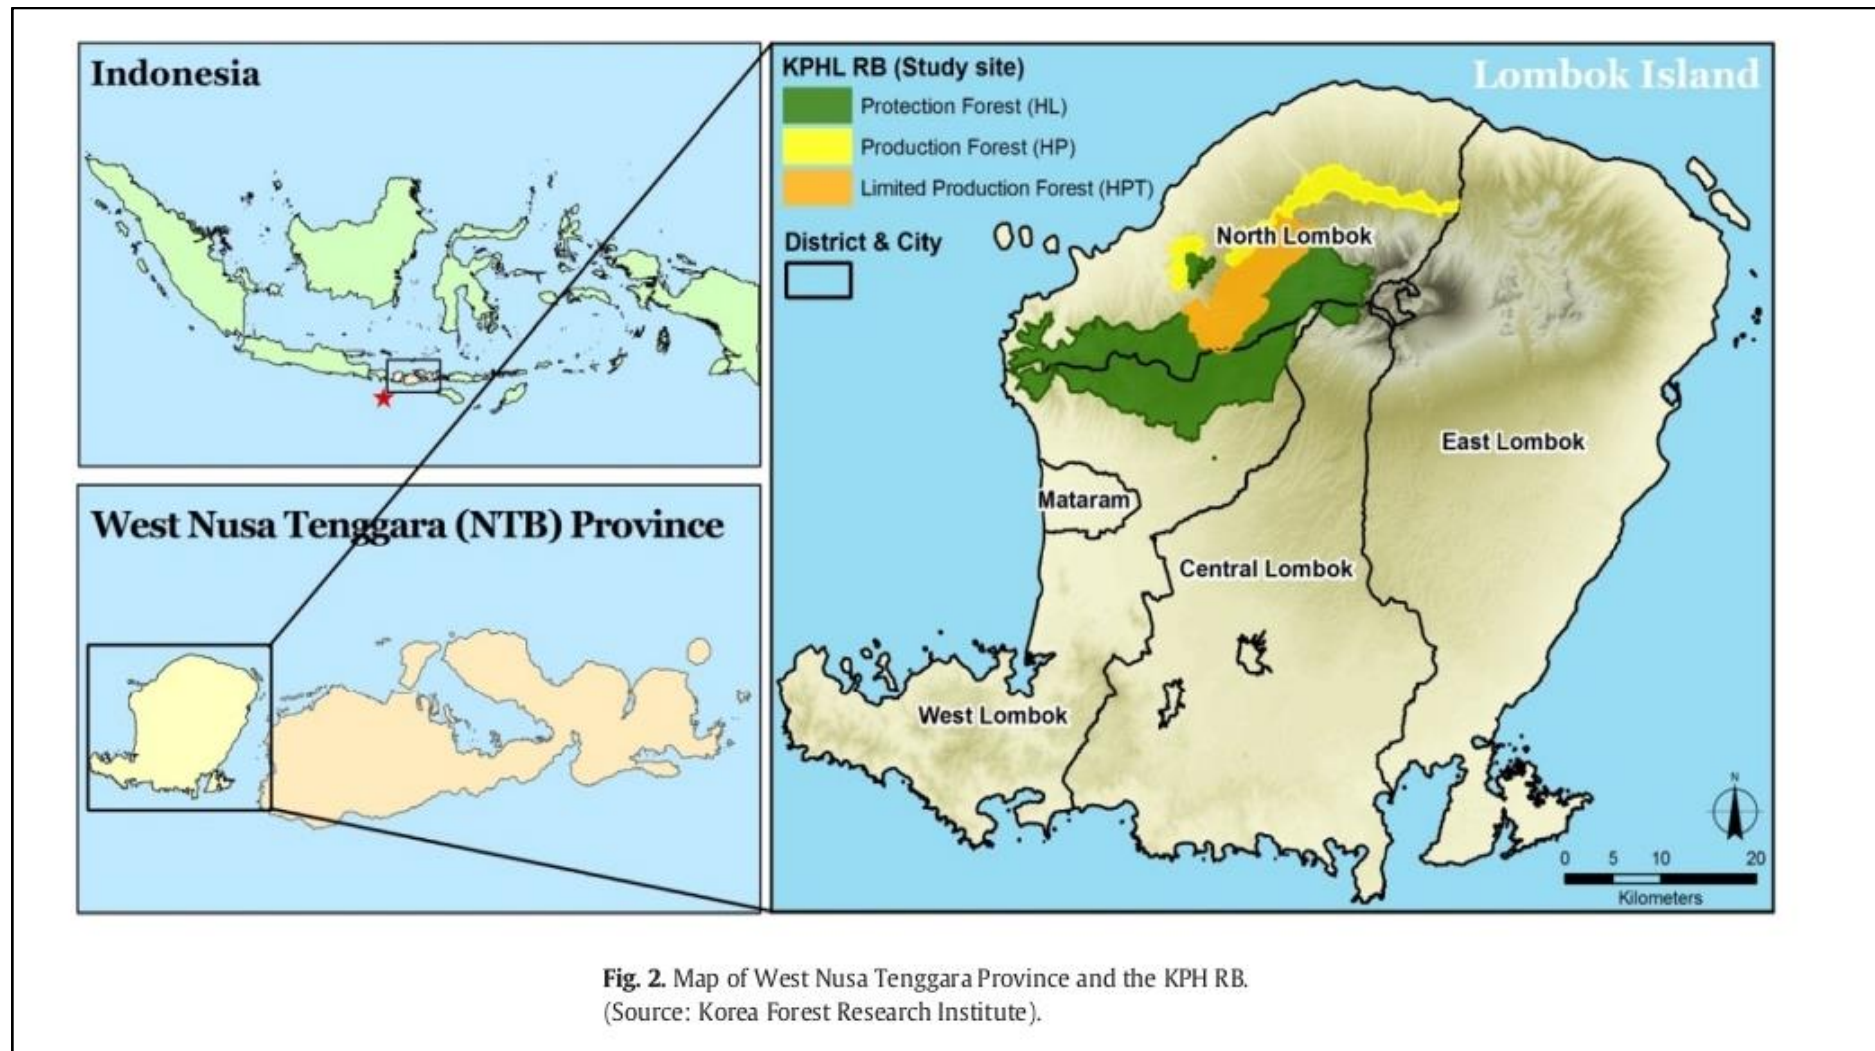 Indonesia
West Nusa Tenggara (NTB) Province
KPHL RB (Study site)
Protection Forest (HL)
Production Forest (HP)
Limited Production Forest (HPT)
District & City
Lombok Island
North Lombok
East Lombok
Mataram
Central Lombok
West Lombok
N
0 5 10 20
Kilometers
Fig. 2. Map of West Nusa Tenggara Province and the KPH RB.
(Source: Korea Forest Research Institute).